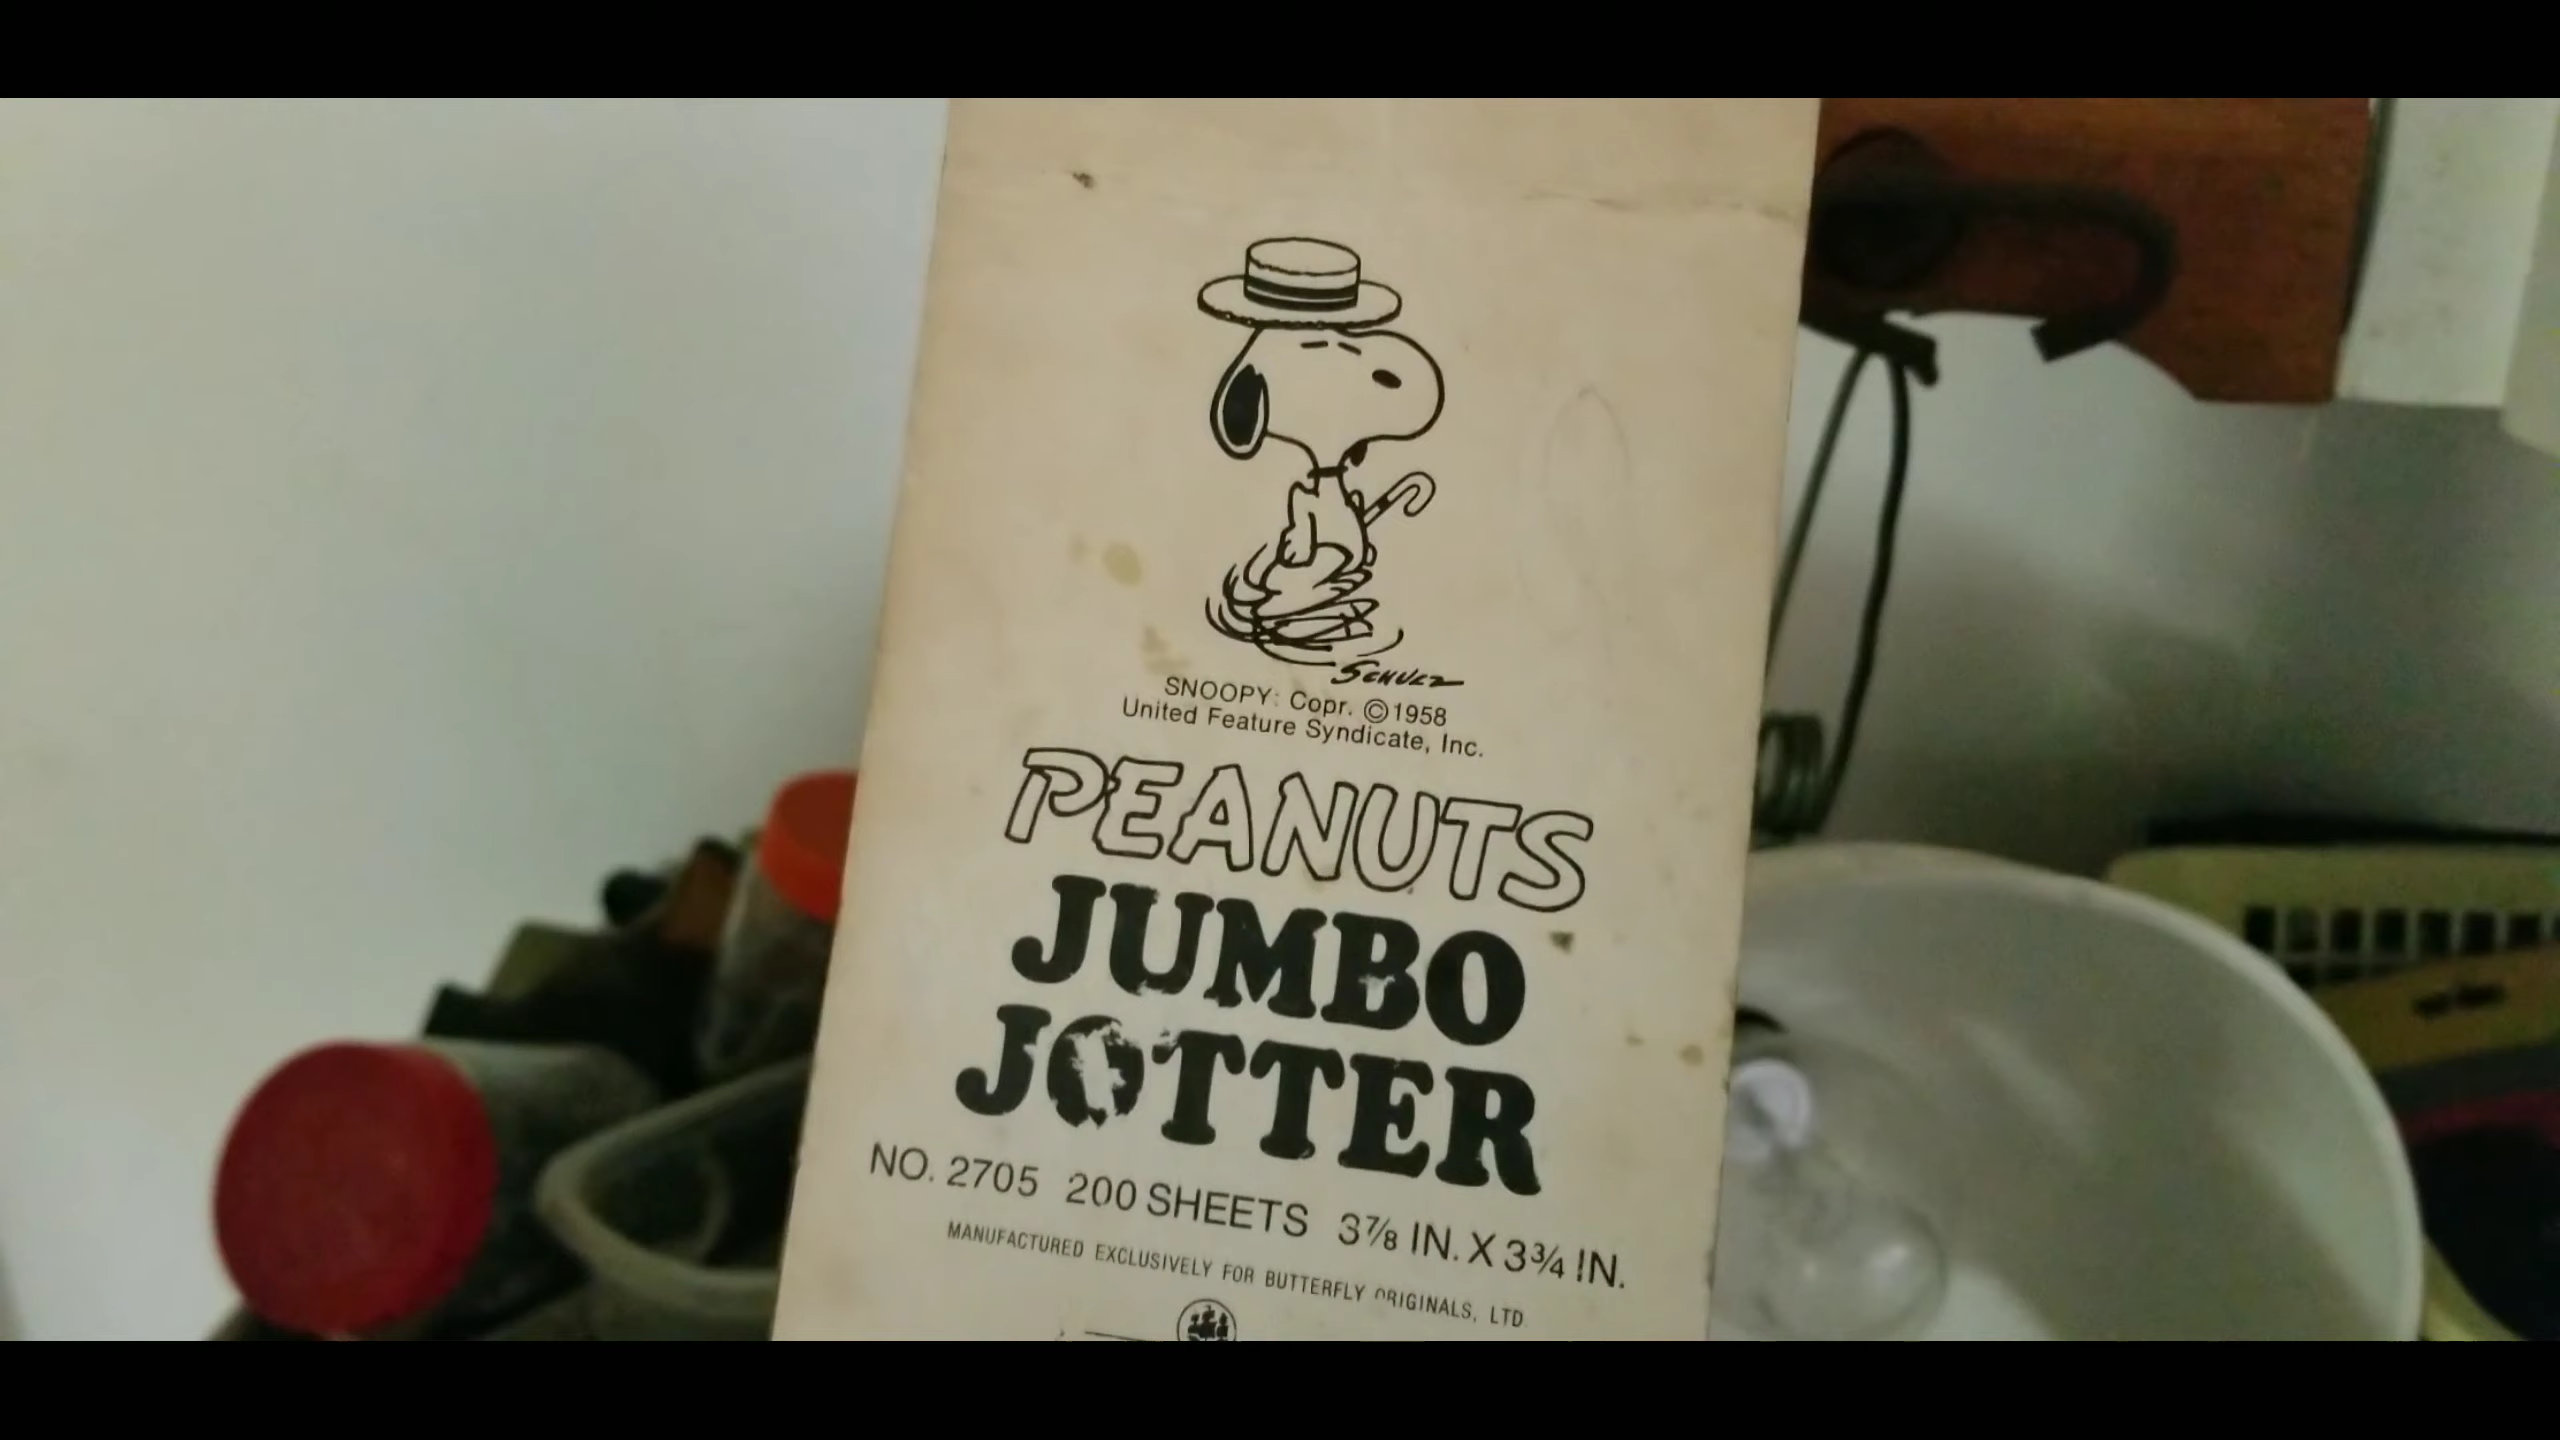 SCHULZ
SNOOPY: Copr. ©1958
United Feature Syndicate, Inc.
PEANUTS
JUMBO
JOTTER
NO. 2705 200 SHEETS 3⅞ IN. X 3¾ IN.
MANUFACTURED EXCLUSIVELY FOR BUTTERFLY ORIGINALS, LTD.